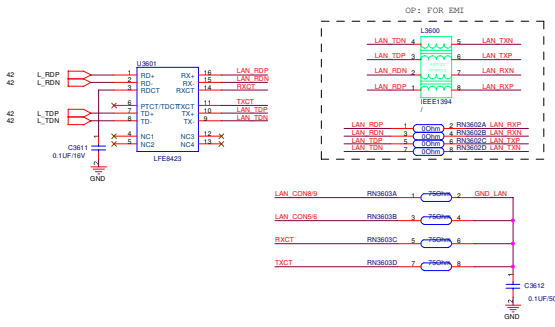 OP: FOR EMI
L3600
LAN_TDN 4 5 LAN_TXN
LAN_TDP 3 6 LAN_TXP
LAN_RDN 2 7 LAN_RXN
LAN_RDP 1 8 LAN_RXP
IEEE1394
/
LAN_RDP 1 0Ohm 2 RN3602A LAN_RXP
LAN_RDN 3 0Ohm 4 RN3602B LAN_RXN
LAN_TDP 5 0Ohm 6 RN3602C LAN_TXP
LAN_TDN 7 0Ohm 8 RN3602D LAN_TXN
U3601
42 L_RDP 1 RD+ RX+ 16 LAN_RDP
42 L_RDN 2 RD- RX- 15 LAN_RDN
3 RDCT RXCT 14 RXCT
6 PTCT/TDCT TXCT 11 TXCT
42 L_TDP 7 TD+ TX+ 10 LAN_TDP
42 L_TDN 8 TD- TX- 9 LAN_TDN
4 NC1 NC3 12
5 NC2 NC4 13
LFE8423
1
C3611
0.1UF/16V
2
GND
LAN_CON8/9 RN3603A 1 75Ohm 2 GND_LAN
LAN_CON5/6 RN3603B 3 75Ohm 4
RXCT RN3603C 5 75Ohm 6
TXCT RN3603D 7 75Ohm 8
1
C3612
0.1UF/50
2
GND